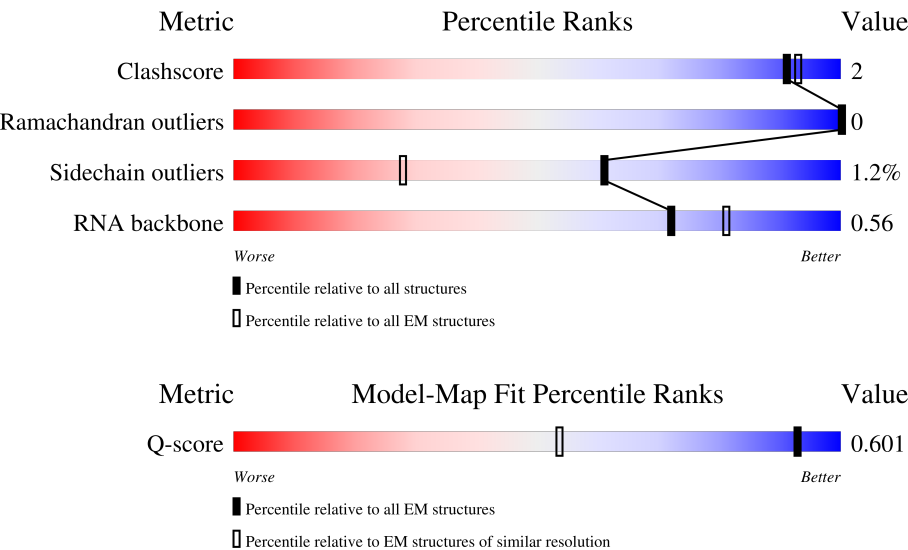 Metric Percentile Ranks Value
Clashscore 2
Ramachandran outliers 0
Sidechain outliers 1.2%
RNA backbone 0.56
Worse Better
Percentile relative to all structures
Percentile relative to all EM structures
Metric Model-Map Fit Percentile Ranks Value
Q-score 0.601
Worse Better
Percentile relative to all EM structures
Percentile relative to EM structures of similar resolution